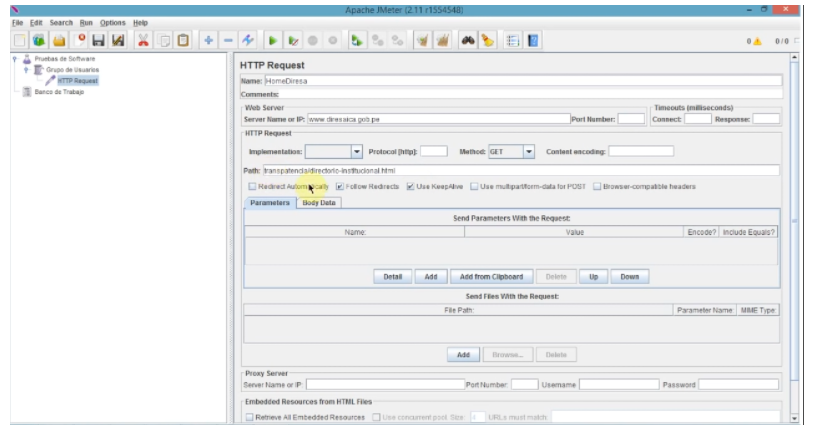 Apache JMeter (2.11 r1554548)
File Edit Search Run Options Help
0 0/0
Pruebas de Software
Grupo de Usuarios
HTTP Request
Banco de Trabajo
HTTP Request
Name: HomeDiresa
Comments:
Web Server
Server Name or IP: www.diresaica.gob.pe Port Number:
Timeouts (milliseconds)
Connect: Response:
HTTP Request
Implementation: Protocol [http]: Method: GET Content encoding:
Path: transpatencia/directorio-institucional.html
Redirect Automatically Follow Redirects Use KeepAlive Use multipart/form-data for POST Browser-compatible headers
Parameters Body Data
Send Parameters With the Request:
Name: Value Encode? Include Equals?
Detail Add Add from Clipboard Delete Up Down
Send Files With the Request:
File Path: Parameter Name: MIME Type:
Add Browse... Delete
Proxy Server
Server Name or IP: Port Number: Username Password
Embedded Resources from HTML Files
Retrieve All Embedded Resources Use concurrent pool. Size: 4 URLs must match: